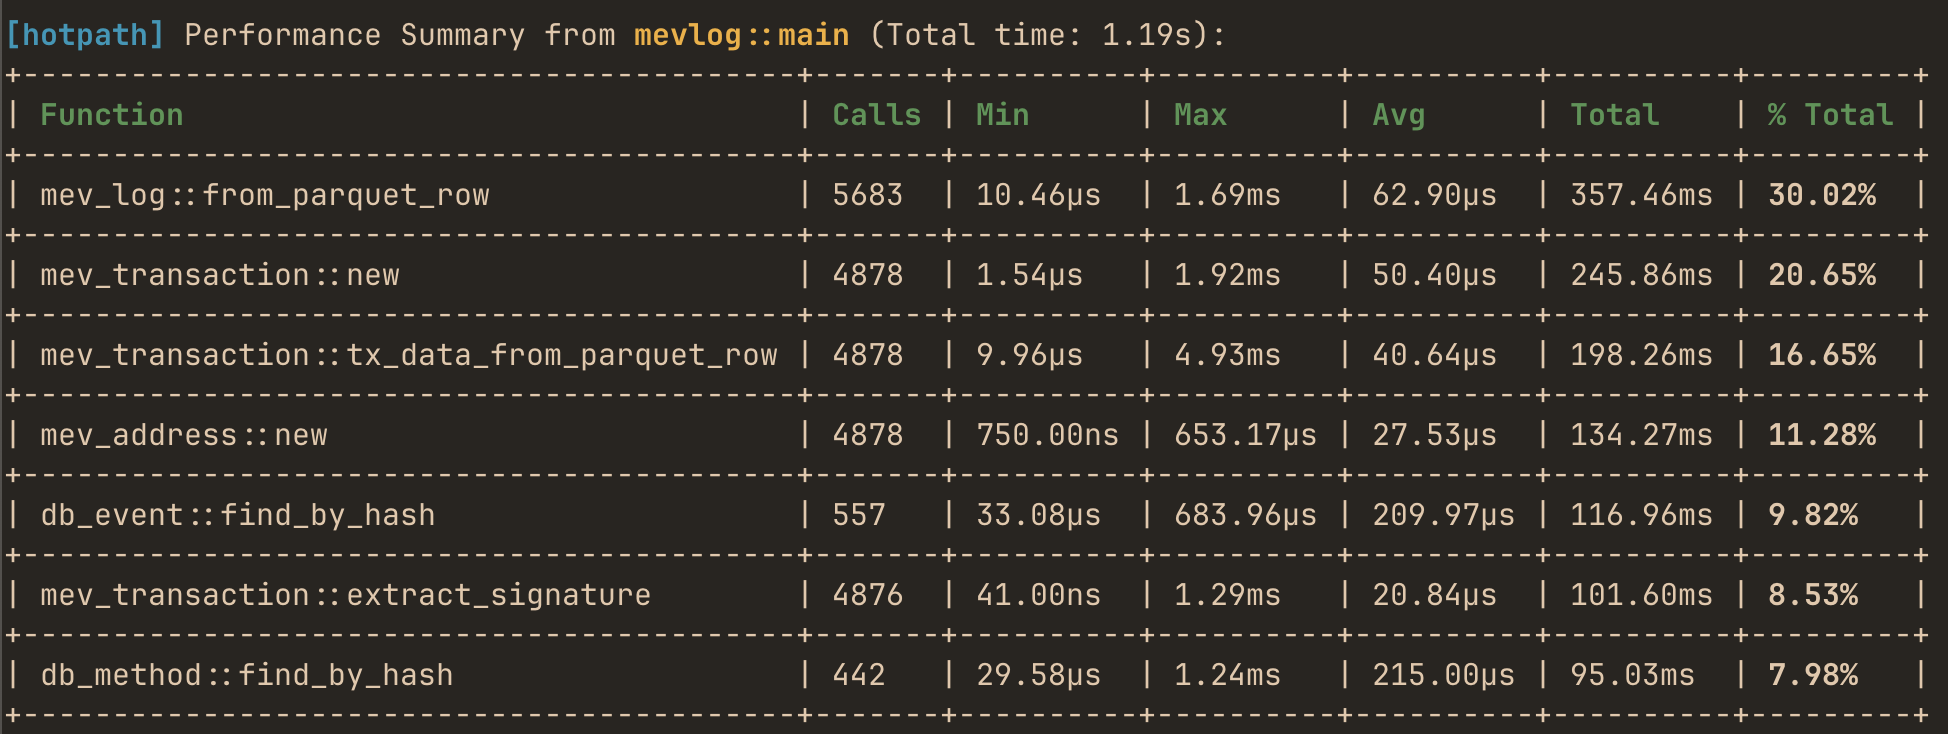 [hotpath] Performance Summary from mevlog::main (Total time: 1.19s):
+-------------------------------------------+-------+----------+----------+----------+----------+---------+
| Function                                  | Calls | Min      | Max      | Avg      | Total    | % Total |
+-------------------------------------------+-------+----------+----------+----------+----------+---------+
| mev_log::from_parquet_row                 | 5683  | 10.46µs  | 1.69ms   | 62.90µs  | 357.46ms | 30.02%  |
+-------------------------------------------+-------+----------+----------+----------+----------+---------+
| mev_transaction::new                      | 4878  | 1.54µs   | 1.92ms   | 50.40µs  | 245.86ms | 20.65%  |
+-------------------------------------------+-------+----------+----------+----------+----------+---------+
| mev_transaction::tx_data_from_parquet_row | 4878  | 9.96µs   | 4.93ms   | 40.64µs  | 198.26ms | 16.65%  |
+-------------------------------------------+-------+----------+----------+----------+----------+---------+
| mev_address::new                          | 4878  | 750.00ns | 653.17µs | 27.53µs  | 134.27ms | 11.28%  |
+-------------------------------------------+-------+----------+----------+----------+----------+---------+
| db_event::find_by_hash                    | 557   | 33.08µs  | 683.96µs | 209.97µs | 116.96ms | 9.82%   |
+-------------------------------------------+-------+----------+----------+----------+----------+---------+
| mev_transaction::extract_signature        | 4876  | 41.00ns  | 1.29ms   | 20.84µs  | 101.60ms | 8.53%   |
+-------------------------------------------+-------+----------+----------+----------+----------+---------+
| db_method::find_by_hash                   | 442   | 29.58µs  | 1.24ms   | 215.00µs | 95.03ms  | 7.98%   |
+-------------------------------------------+-------+----------+----------+----------+----------+---------+